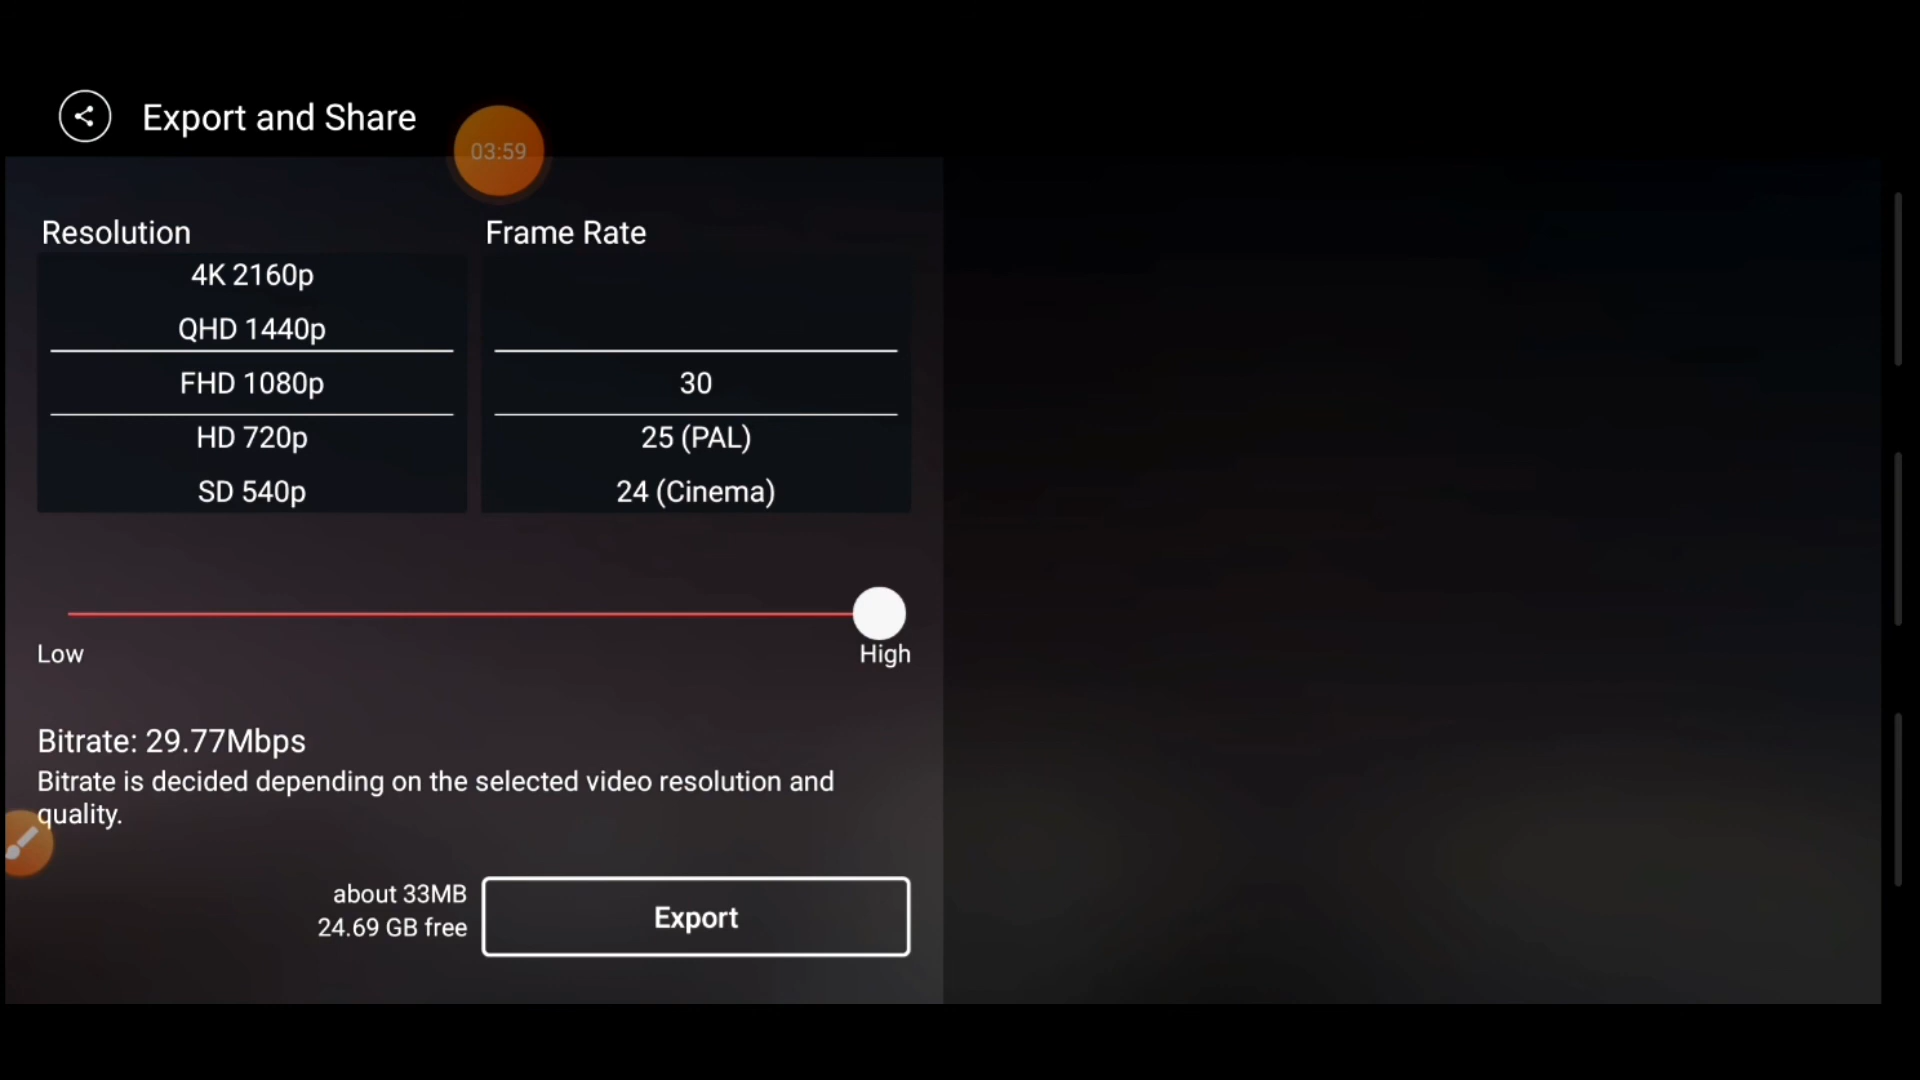 Export and Share
03:59
Resolution
4K 2160p
QHD 1440p
FHD 1080p
HD 720p
SD 540p
Frame Rate
30
25 (PAL)
24 (Cinema)
Low
High
Bitrate: 29.77Mbps
Bitrate is decided depending on the selected video resolution and
quality.
about 33MB
24.69 GB free
Export